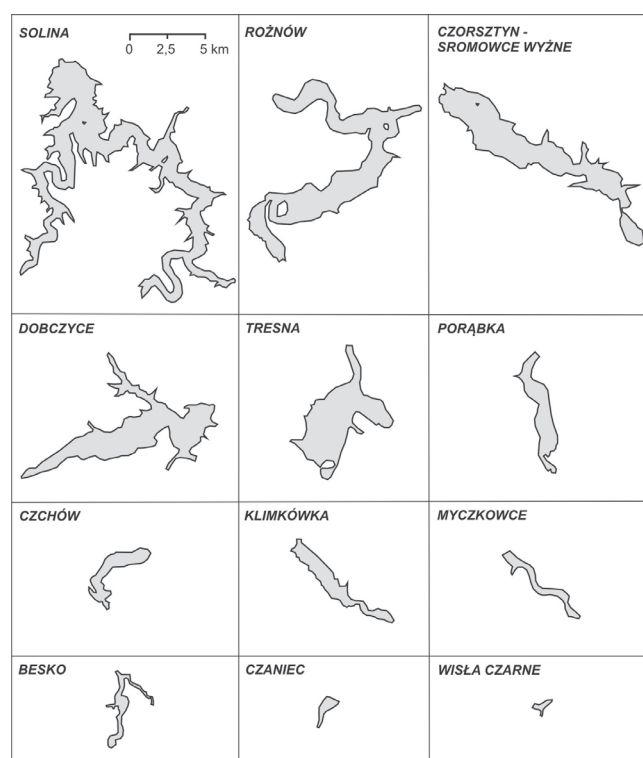 SOLINA
0 2,5 5 km
ROŻNÓW
CZORSZTYN -
SROMOWCE WYŻNE
DOBCZYCE
TRESNA
PORĄBKA
CZCHÓW
KLIMKÓWKA
MYCZKOWCE
BESKO
CZANIEC
WISŁA CZARNE